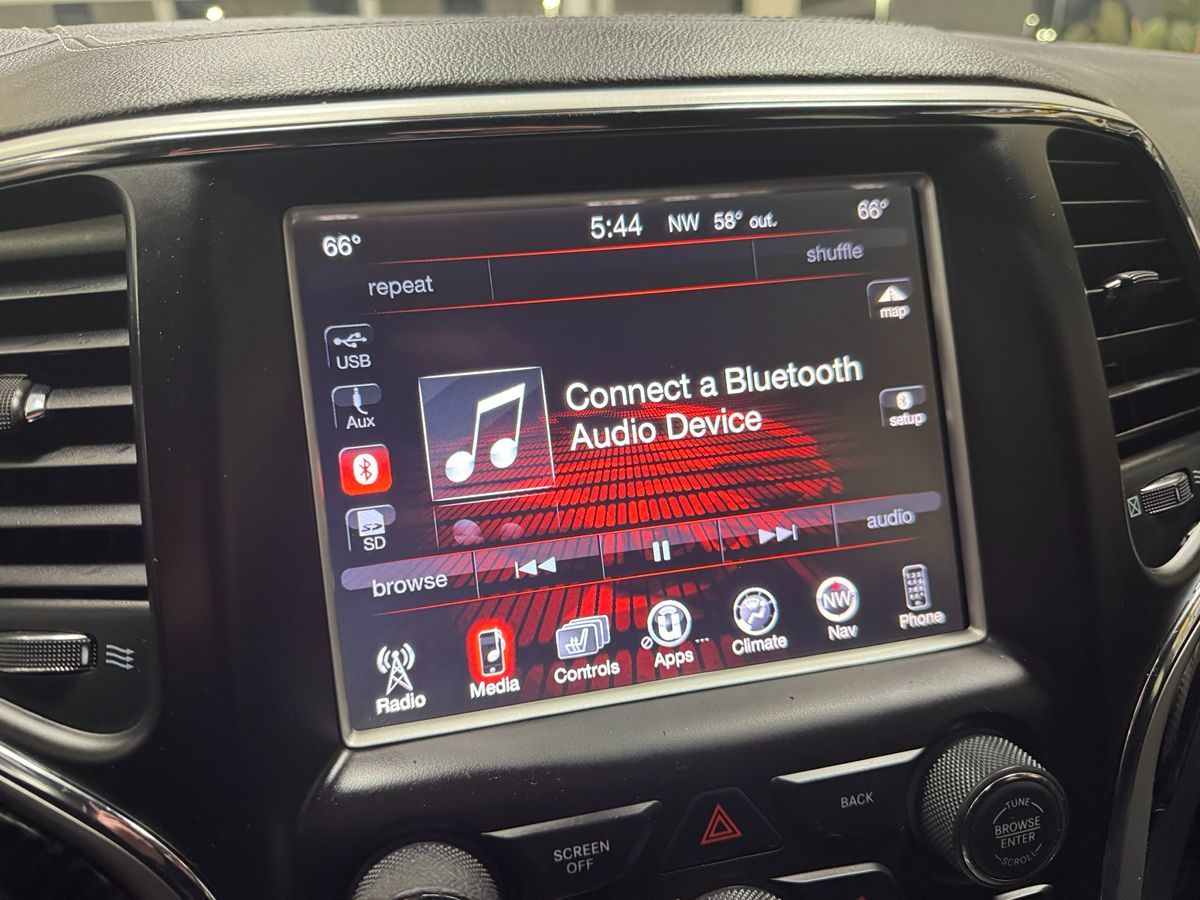 66°
5:44 NW 58° out.
66°
repeat
shuffle
map
USB
Aux
SD
Connect a Bluetooth
Audio Device
setup
browse
audio
Radio
Media
Controls
Apps
Climate
NW
Nav
Phone
SCREEN
OFF
BACK
TUNE
BROWSE
ENTER
SCROLL